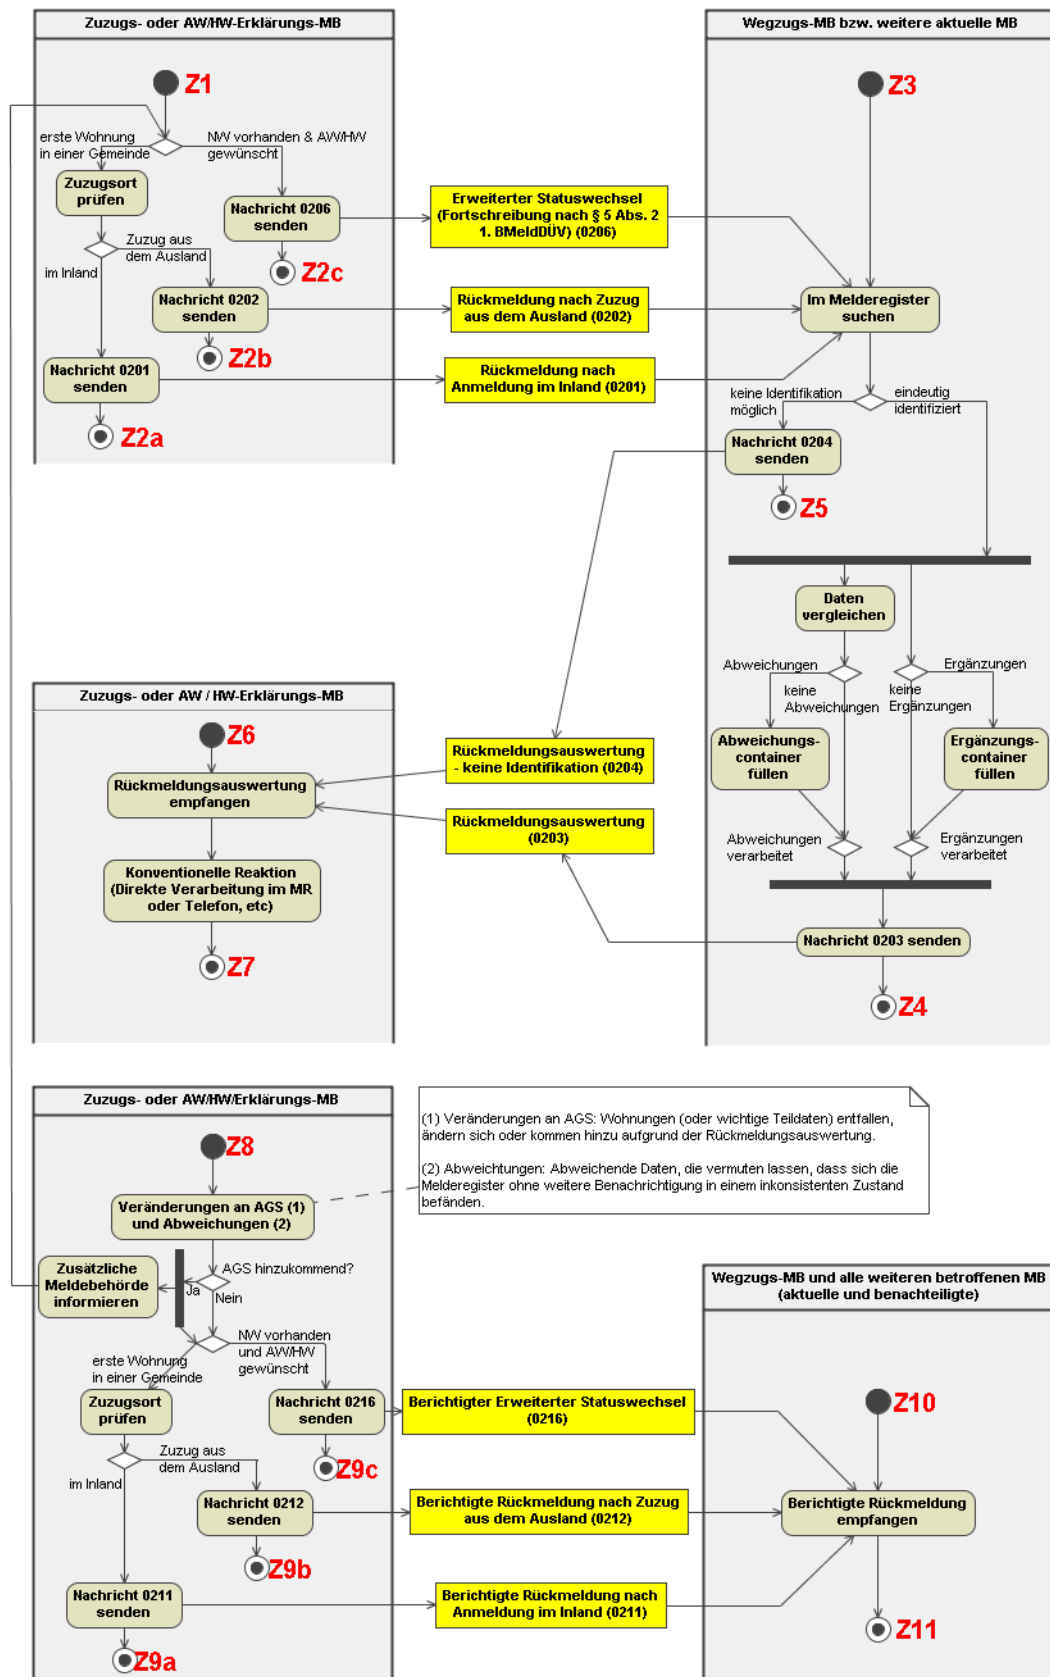 Zuzugs- oder AW/HW-Erklärungs-MB
Z1
erste Wohnung
in einer Gemeinde
NW vorhanden & AW/HW
gewünscht
Zuzugsort
prüfen
Nachricht 0206
senden
Z2c
Zuzug aus
dem Ausland
im Inland
Nachricht 0202
senden
Z2b
Nachricht 0201
senden
Z2a
Erweiterter Statuswechsel
(Fortschreibung nach § 5 Abs. 2
1. BMeldDÜV) (0206)
Rückmeldung nach Zuzug
aus dem Ausland (0202)
Rückmeldung nach
Anmeldung im Inland (0201)
Wegzugs-MB bzw. weitere aktuelle MB
Z3
Im Melderegister
suchen
keine Identifikation
möglich
eindeutig
identifiziert
Nachricht 0204
senden
Z5
Daten
vergleichen
Abweichungen
keine
Abweichungen
Ergänzungen
keine
Ergänzungen
Abweichungs-
container
füllen
Ergänzungs-
container
füllen
Abweichungen
verarbeitet
Ergänzungen
verarbeitet
Nachricht 0203 senden
Z4
Zuzugs- oder AW / HW-Erklärungs-MB
Z6
Rückmeldungsauswertung
empfangen
Konventionelle Reaktion
(Direkte Verarbeitung im MR
oder Telefon, etc)
Z7
Rückmeldungsauswertung
- keine Identifikation (0204)
Rückmeldungsauswertung
(0203)
Zuzugs- oder AW/HW/Erklärungs-MB
Z8
Veränderungen an AGS (1)
und Abweichungen (2)
(1) Veränderungen an AGS: Wohnungen (oder wichtige Teildaten) entfallen,
ändern sich oder kommen hinzu aufgrund der Rückmeldungsauswertung.
(2) Abweichtungen: Abweichende Daten, die vermuten lassen, dass sich die
Melderegister ohne weitere Benachrichtigung in einem inkonsistenten Zustand
befänden.
Zusätzliche
Meldebehörde
informieren
AGS hinzukommend?
Ja
Nein
NW vorhanden
und AW/HW
gewünscht
erste Wohnung
in einer Gemeinde
Zuzugsort
prüfen
Nachricht 0216
senden
Z9c
Zuzug aus
dem Ausland
im Inland
Nachricht 0212
senden
Z9b
Nachricht 0211
senden
Z9a
Berichtigter Erweiterter Statuswechsel
(0216)
Berichtigte Rückmeldung nach Zuzug
aus dem Ausland (0212)
Berichtigte Rückmeldung nach
Anmeldung im Inland (0211)
Wegzugs-MB und alle weiteren betroffenen MB
(aktuelle und benachteiligte)
Z10
Berichtigte Rückmeldung
empfangen
Z11